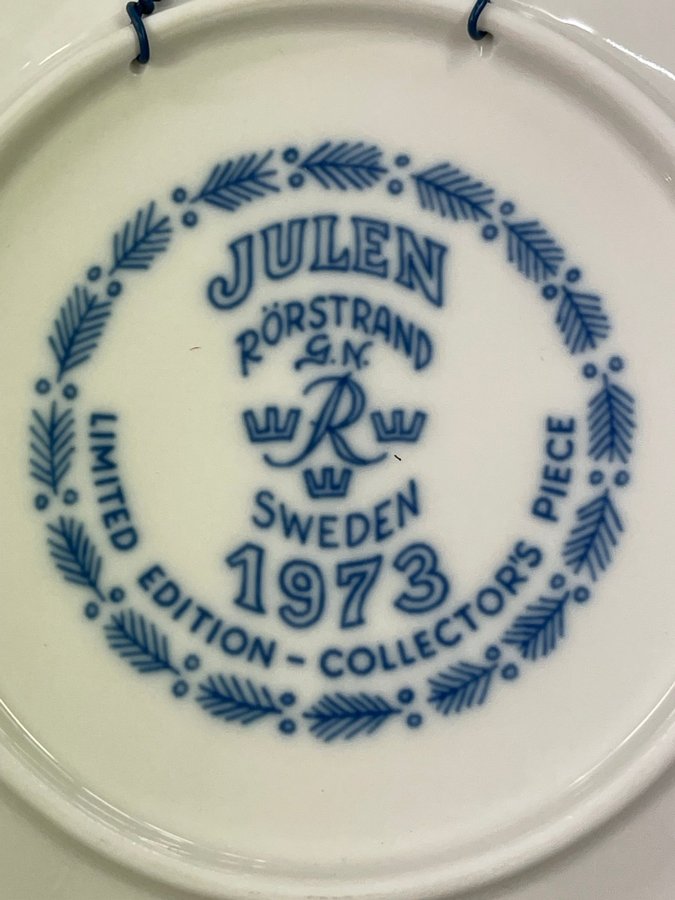 JULEN
RÖRSTRAND
G.N.
R
SWEDEN
1973
LIMITED EDITION - COLLECTOR'S PIECE